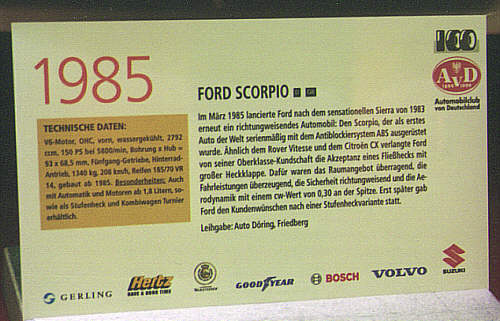 100
1985
AvD
1899 1999
Automobilclub
von Deutschland
FORD SCORPIO D GB
TECHNISCHE DATEN:
V6-Motor, OHC, vorn, wassergekühlt, 2792
ccm, 150 PS bei 5800/min, Bohrung x Hub =
93 x 68,5 mm, Fünfgang-Getriebe, Hinterrad-
Antrieb, 1340 kg, 208 km/h, Reifen 185/70 VR
14, gebaut ab 1985. Besonderheiten: Auch
mit Automatik und Motoren ab 1,8 Litern, so-
wie als Stufenheck und Kombiwagen Turnier
erhältlich.
Im März 1985 lancierte Ford nach dem sensationellen Sierra von 1983
erneut ein richtungweisendes Automobil: Den Scorpio, der als erstes
Auto der Welt serienmäßig mit dem Antiblockiersystem ABS ausgerüstet
wurde. Ähnlich dem Rover Vitesse und dem Citroën CX verlangte Ford
von seiner Oberklasse-Kundschaft die Akzeptanz eines Fließhecks mit
großer Heckklappe. Dafür waren das Raumangebot überragend, die
Fahrleistungen überzeugend, die Sicherheit richtungweisend und die Ae-
rodynamik mit einem cw-Wert von 0,30 an der Spitze. Erst später gab
Ford den Kundenwünschen nach einer Stufenheckvariante statt.
Leihgabe: Auto Döring, Friedberg
GERLING
Hertz
GOODYEAR
BOSCH
VOLVO
SUZUKI